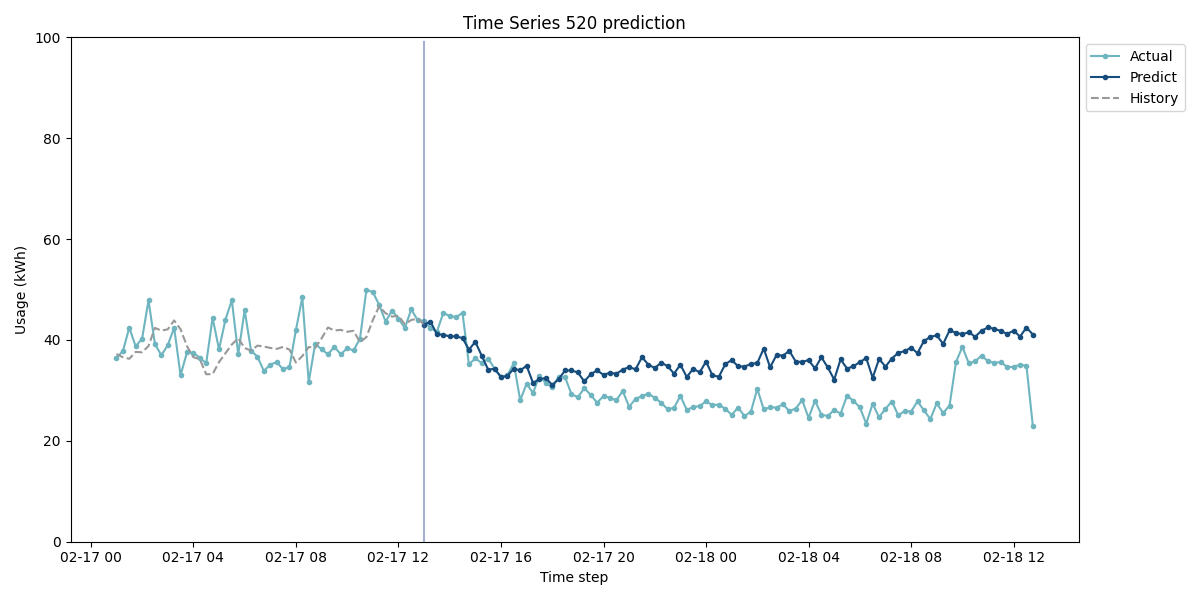 Time Series 520 prediction
Usage (kWh)
100
80
60
40
20
0
02-17 00
02-17 04
02-17 08
02-17 12
02-17 16
02-17 20
02-18 00
02-18 04
02-18 08
02-18 12
Time step
Actual
Predict
History